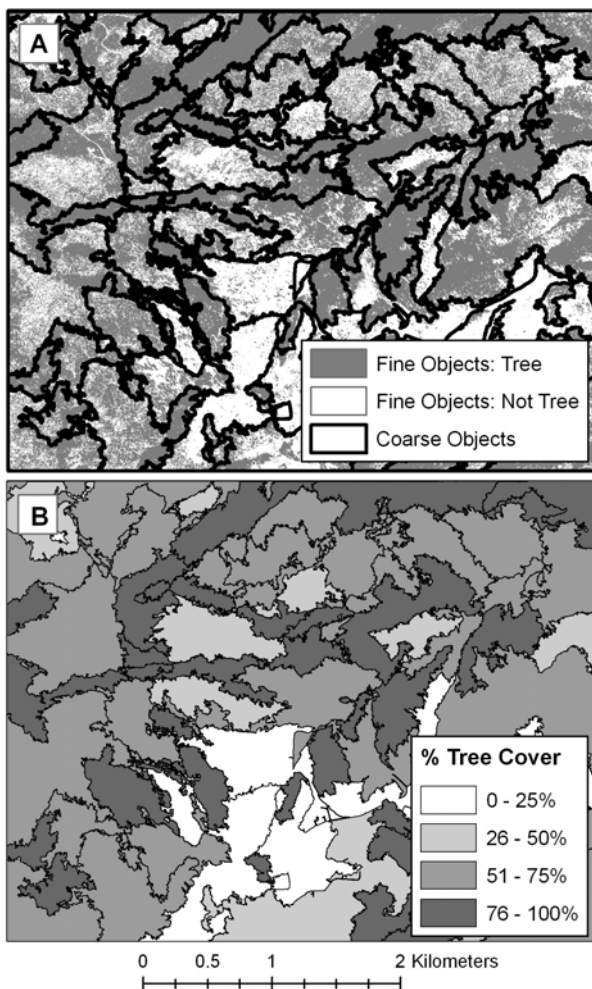 A
Fine Objects: Tree
Fine Objects: Not Tree
Coarse Objects
B
% Tree Cover
0 - 25%
26 - 50%
51 - 75%
76 - 100%
0 0.5 1 2 Kilometers